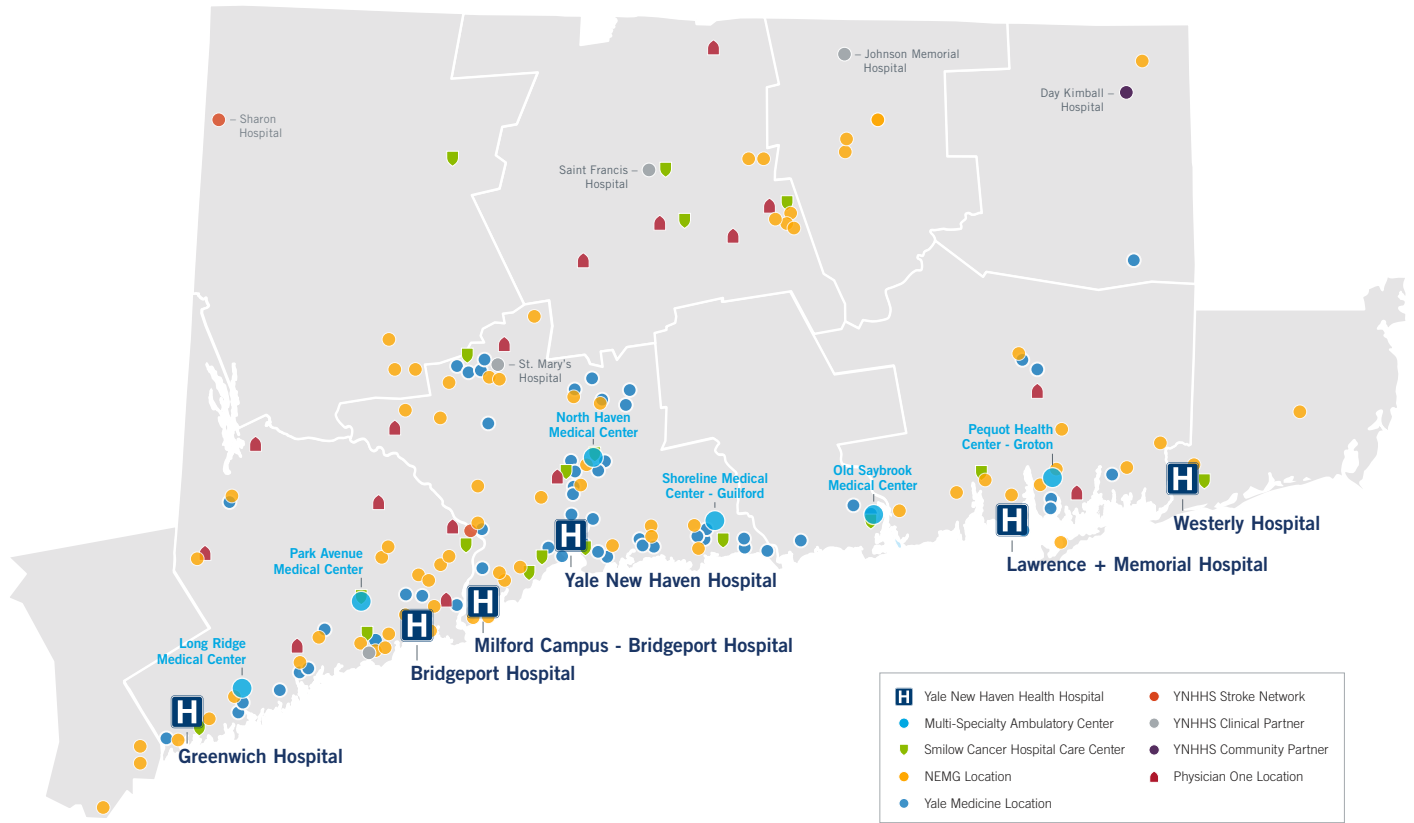 – Johnson Memorial
Hospital
Day Kimball –
Hospital
– Sharon
Hospital
Saint Francis –
Hospital
– St. Mary's
Hospital
North Haven
Medical Center
Pequot Health
Center - Groton
Shoreline Medical
Center - Guilford
Old Saybrook
Medical Center
H
H
H
Westerly Hospital
Park Avenue
Medical Center
Lawrence + Memorial Hospital
Yale New Haven Hospital
H
H
Milford Campus - Bridgeport Hospital
Long Ridge
Medical Center
Bridgeport Hospital
H
Greenwich Hospital
H Yale New Haven Health Hospital
Multi-Specialty Ambulatory Center
Smilow Cancer Hospital Care Center
NEMG Location
Yale Medicine Location
YNHHS Stroke Network
YNHHS Clinical Partner
YNHHS Community Partner
Physician One Location